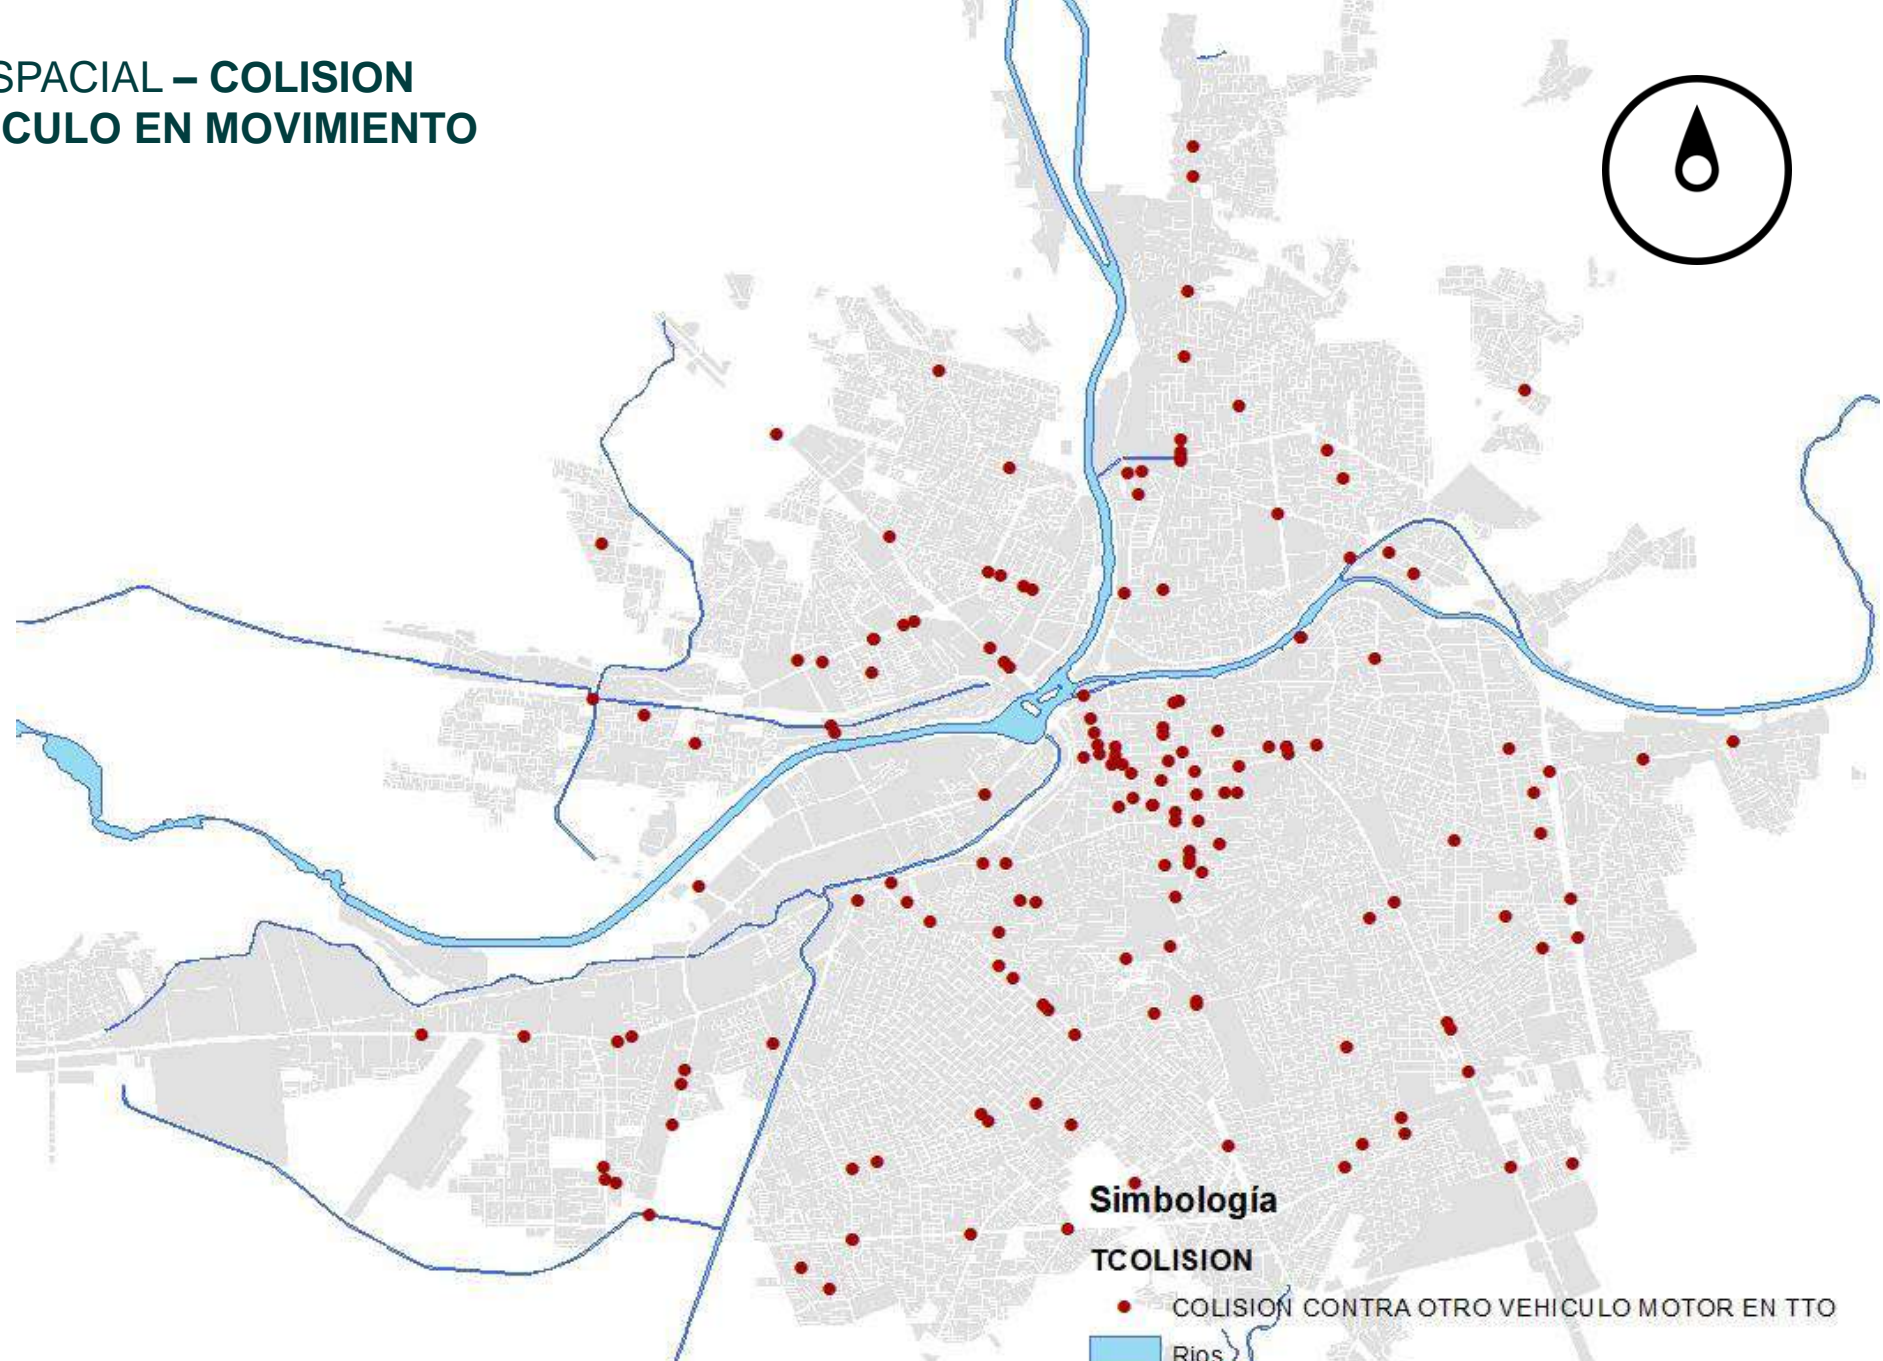 SPACIAL – COLISION
CULO EN MOVIMIENTO
Simbología
TCOLISION
COLISION CONTRA OTRO VEHICULO MOTOR EN TTO
Rios